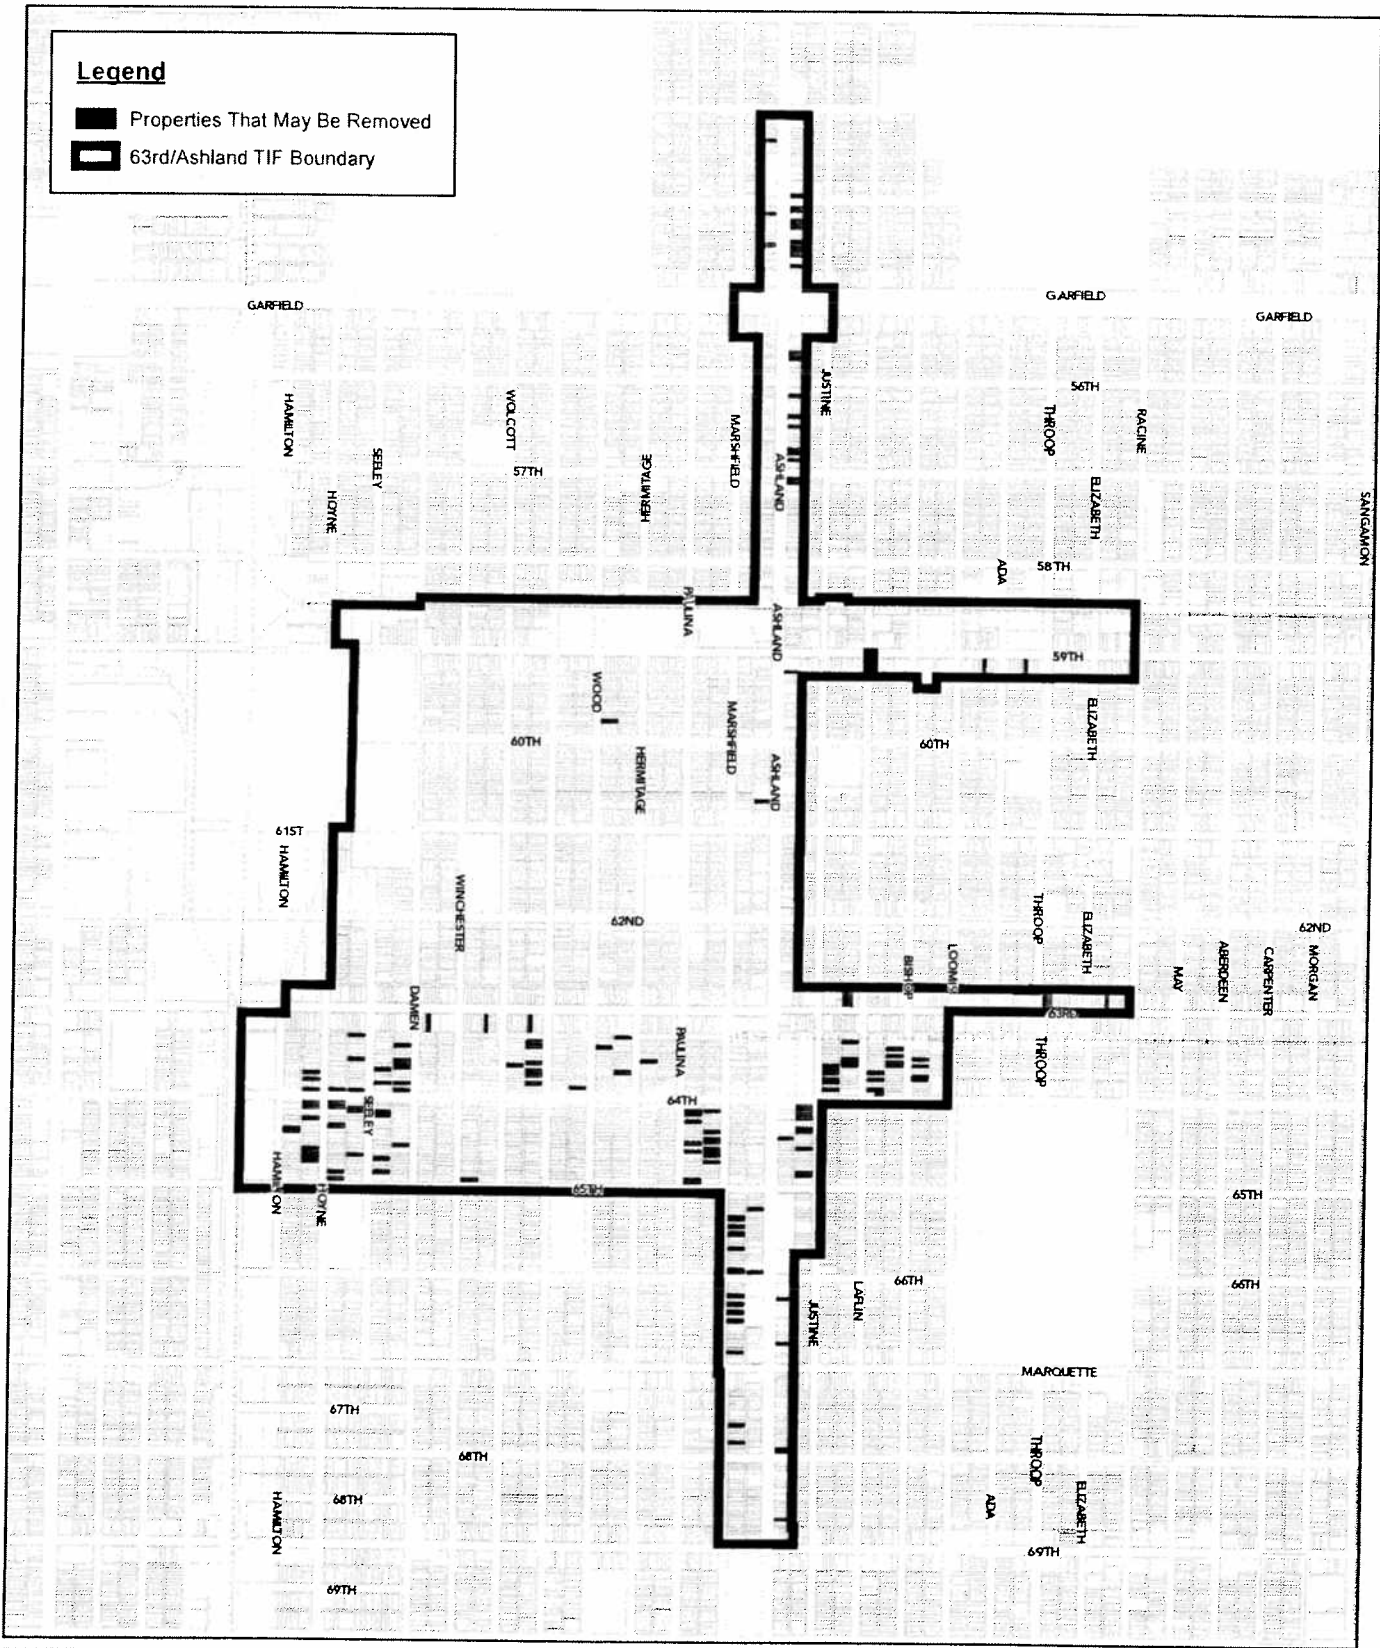 Legend
Properties That May Be Removed
63rd/Ashland TIF Boundary
GARFIELD
GARFIELD
GARFIELD
HAMILTON
SEELEY
HOYNE
WOLCOTT
57TH
HERMITAGE
MARSHFIELD
ASHLAND
JUSTINE
56TH
THROOP
RACINE
ELIZABETH
SANGAMON
ADA
58TH
PAULINA
ASHLAND
59TH
WOOD
60TH
HERMITAGE
MARSHFIELD
ASHLAND
60TH
ELIZABETH
61ST
HAMILTON
WINCHESTER
62ND
BISHOP
LOOMIS
THROOP
ELIZABETH
MAY
ABERDEEN
CARPENTER
MORGAN
62ND
DAMEN
63RD
PAULINA
THROOP
SEELEY
64TH
HAMILTON
HOYNE
65TH
65TH
66TH
66TH
JUSTINE
LAFLIN
MARQUETTE
67TH
68TH
68TH
HAMILTON
THROOP
ADA
ELIZABETH
69TH
69TH